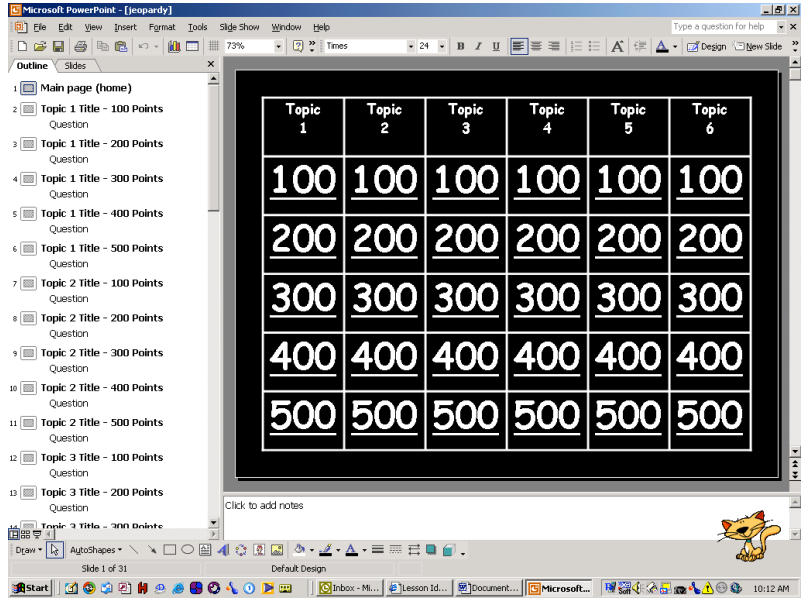 Microsoft PowerPoint - [jeopardy]
File Edit View Insert Format Tools Slide Show Window Help Type a question for help
73% Times 24 B I U A A Design New Slide
Outline Slides
1 Main page (home)
2 Topic 1 Title - 100 Points
Question
3 Topic 1 Title - 200 Points
Question
4 Topic 1 Title - 300 Points
Question
5 Topic 1 Title - 400 Points
Question
6 Topic 1 Title - 500 Points
Question
7 Topic 2 Title - 100 Points
Question
8 Topic 2 Title - 200 Points
Question
9 Topic 2 Title - 300 Points
Question
10 Topic 2 Title - 400 Points
Question
11 Topic 2 Title - 500 Points
Question
12 Topic 3 Title - 100 Points
Question
13 Topic 3 Title - 200 Points
Question
14 Topic 3 Title - 300 Points
Topic Topic Topic Topic Topic Topic
1 2 3 4 5 6
100 100 100 100 100 100
200 200 200 200 200 200
300 300 300 300 300 300
400 400 400 400 400 400
500 500 500 500 500 500
Click to add notes
Draw AutoShapes A A
Slide 1 of 31 Default Design
Start Inbox - Mi... Lesson Id... Document... Microsoft... 10:12 AM